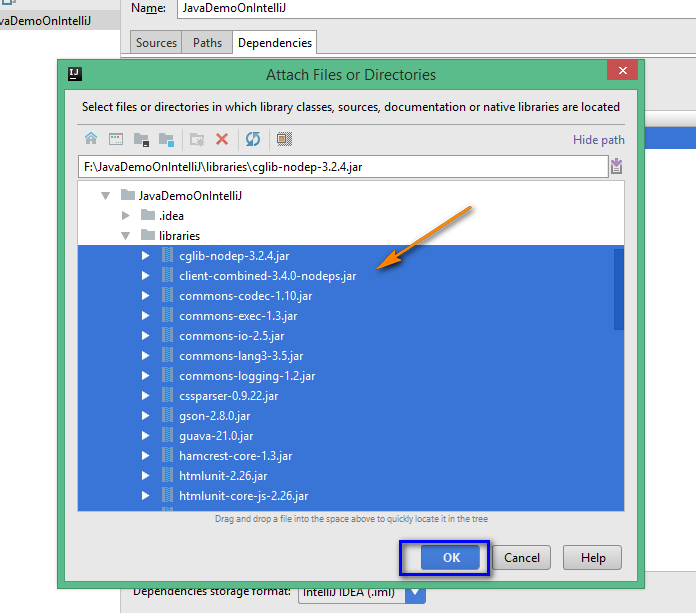 Name: JavaDemoOnIntelliJ
vaDemoOnIntelliJ
Sources Paths Dependencies
IJ
Attach Files or Directories
Select files or directories in which library classes, sources, documentation or native libraries are located
Hide path
F:\JavaDemoOnIntelliJ\libraries\cglib-nodep-3.2.4.jar
JavaDemoOnIntelliJ
.idea
libraries
cglib-nodep-3.2.4.jar
client-combined-3.4.0-nodeps.jar
commons-codec-1.10.jar
commons-exec-1.3.jar
commons-io-2.5.jar
commons-lang3-3.5.jar
commons-logging-1.2.jar
cssparser-0.9.22.jar
gson-2.8.0.jar
guava-21.0.jar
hamcrest-core-1.3.jar
htmlunit-2.26.jar
htmlunit-core-js-2.26.jar
Drag and drop a file into the space above to quickly locate it in the tree
OK Cancel Help
Dependencies storage format: IntelliJ IDEA (.iml)